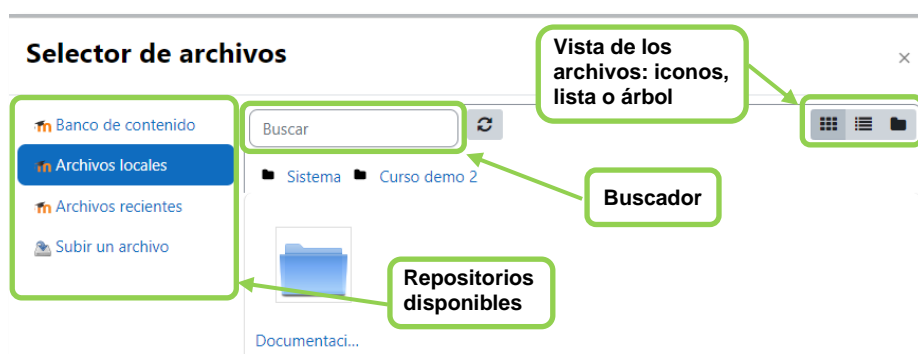 Selector de archivos
Vista de los
archivos: iconos,
lista o árbol
×
Banco de contenido
Archivos locales
Archivos recientes
Subir un archivo
Buscar
Sistema Curso demo 2
Buscador
Repositorios
disponibles
Documentaci...